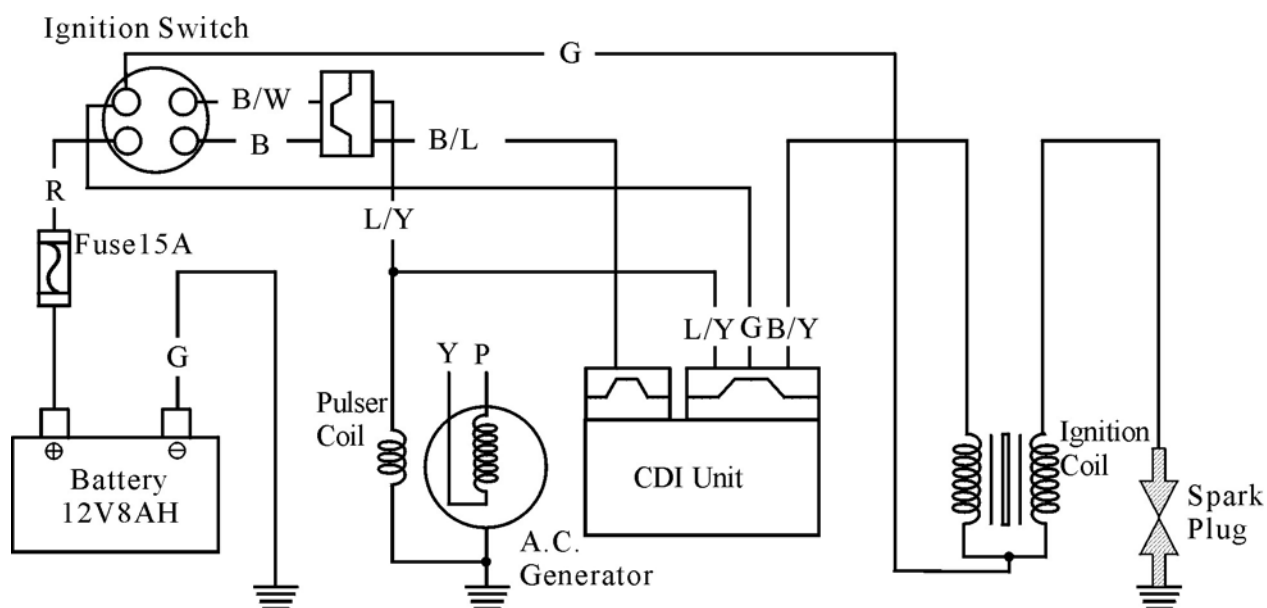 Ignition Switch
G
B/W
B
B/L
R
L/Y
Fuse15A
G
L/Y
G
B/Y
Y
P
Pulser
Coil
A.C.
Generator
CDI Unit
Ignition
Coil
Spark
Plug
⊕
⊖
Battery
12V8AH